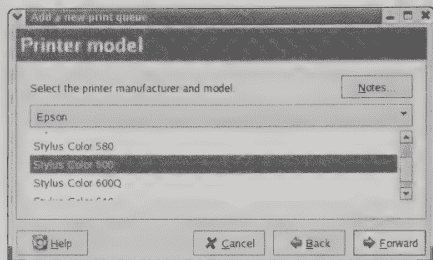 Add a new print queue
Printer model
Select the printer manufacturer and model.
Notes...
Epson
Stylus Color 580
Stylus Color 600
Stylus Color 600Q
Help
Cancel
Back
Forward